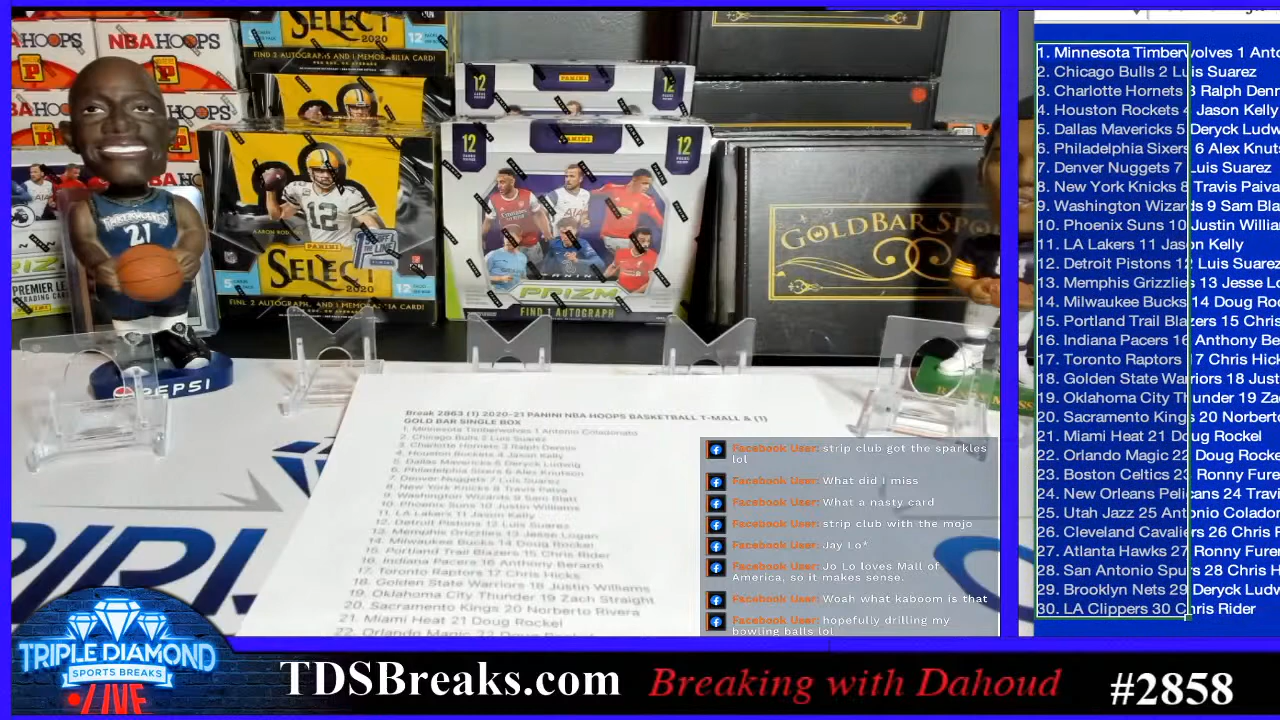 AHOOPS
NBAHOOPS
SELECT
2020
12
FIND 2 AUTOGRAPHS AND 1 MEMORABILIA CARD!
12
PANINI
12
12
PANINI
12
12
PANINI
SELECT
2020
12
PRIZM
FIND 1 AUTOGRAPH
GOLD BAR SPO
21
PEPSI
Break 2863 (1) 2020-21 PANINI NBA HOOPS BASKETBALL T-MALL & (1)
GOLD BAR SINGLE BOX
1. Minnesota Timberwolves 1 Antonio Coladonato
2. Chicago Bulls 2 Luis Suarez
3. Charlotte Hornets 3 Ralph
4. Houston Rockets 4 Jason Kelly
5. Dallas Mavericks 5 Deryck Ludwig
6. Philadelphia Sixers 6 Alex Knutson
7. Denver Nuggets 7 Luis Suarez
8. New York Knicks 8 Travis Paiva
9. Washington Wizards 9 Sam Blatt
10. Phoenix Suns 10 Justin Williams
11. LA Lakers 11 Jason Kelly
12. Detroit Pistons 12 Luis Suarez
13. Memphis Grizzlies 13 Jesse Logan
14. Milwaukee Bucks 14 Doug Rockel
15. Portland Trail Blazers 15 Chris Rider
16. Indiana Pacers 16 Anthony Berardi
17. Toronto Raptors 17 Chris Hicks
18. Golden State Warriors 18 Justin Williams
19. Oklahoma City Thunder 19 Zach Straight
20. Sacramento Kings 20 Norberto Rivera
21. Miami Heat 21 Doug Rockel
22. Orlando Magic 22 Doug Rockel
Facebook User: strip club got the sparkles
lol
Facebook User: What did I miss
Facebook User: What a nasty card
Facebook User: strip club with the mojo
Facebook User: Jay Lo*
Facebook User: Jo Lo loves Mall of
America, so it makes sense.
Facebook User: Woah what kaboom is that
Facebook User: hopefully drilling my
bowling balls lol
1. Minnesota Timberwolves 1 Anto
2. Chicago Bulls 2 Luis Suarez
3. Charlotte Hornets 3 Ralph Denn
4. Houston Rockets 4 Jason Kelly
5. Dallas Mavericks 5 Deryck Ludw
6. Philadelphia Sixers 6 Alex Knuts
7. Denver Nuggets 7 Luis Suarez
8. New York Knicks 8 Travis Paiva
9. Washington Wizards 9 Sam Bla
10. Phoenix Suns 10 Justin Willia
11. LA Lakers 11 Jason Kelly
12. Detroit Pistons 12 Luis Suarez
13. Memphis Grizzlies 13 Jesse Lo
14. Milwaukee Bucks 14 Doug Roc
15. Portland Trail Blazers 15 Chris
16. Indiana Pacers 16 Anthony Be
17. Toronto Raptors 17 Chris Hick
18. Golden State Warriors 18 Just
19. Oklahoma City Thunder 19 Za
20. Sacramento Kings 20 Norberto
21. Miami Heat 21 Doug Rockel
22. Orlando Magic 22 Doug Rocke
23. Boston Celtics 23 Ronny Fure
24. New Orleans Pelicans 24 Travi
25. Utah Jazz 25 Antonio Colador
26. Cleveland Cavaliers 26 Chris R
27. Atlanta Hawks 27 Ronny Furer
28. San Antonio Spurs 28 Chris H
29. Brooklyn Nets 29 Deryck Ludw
30. LA Clippers 30 Chris Rider
TRIPLE DIAMOND
SPORTS BREAKS
LIVE
TDSBreaks.com
Breaking with Dahoud
#2858